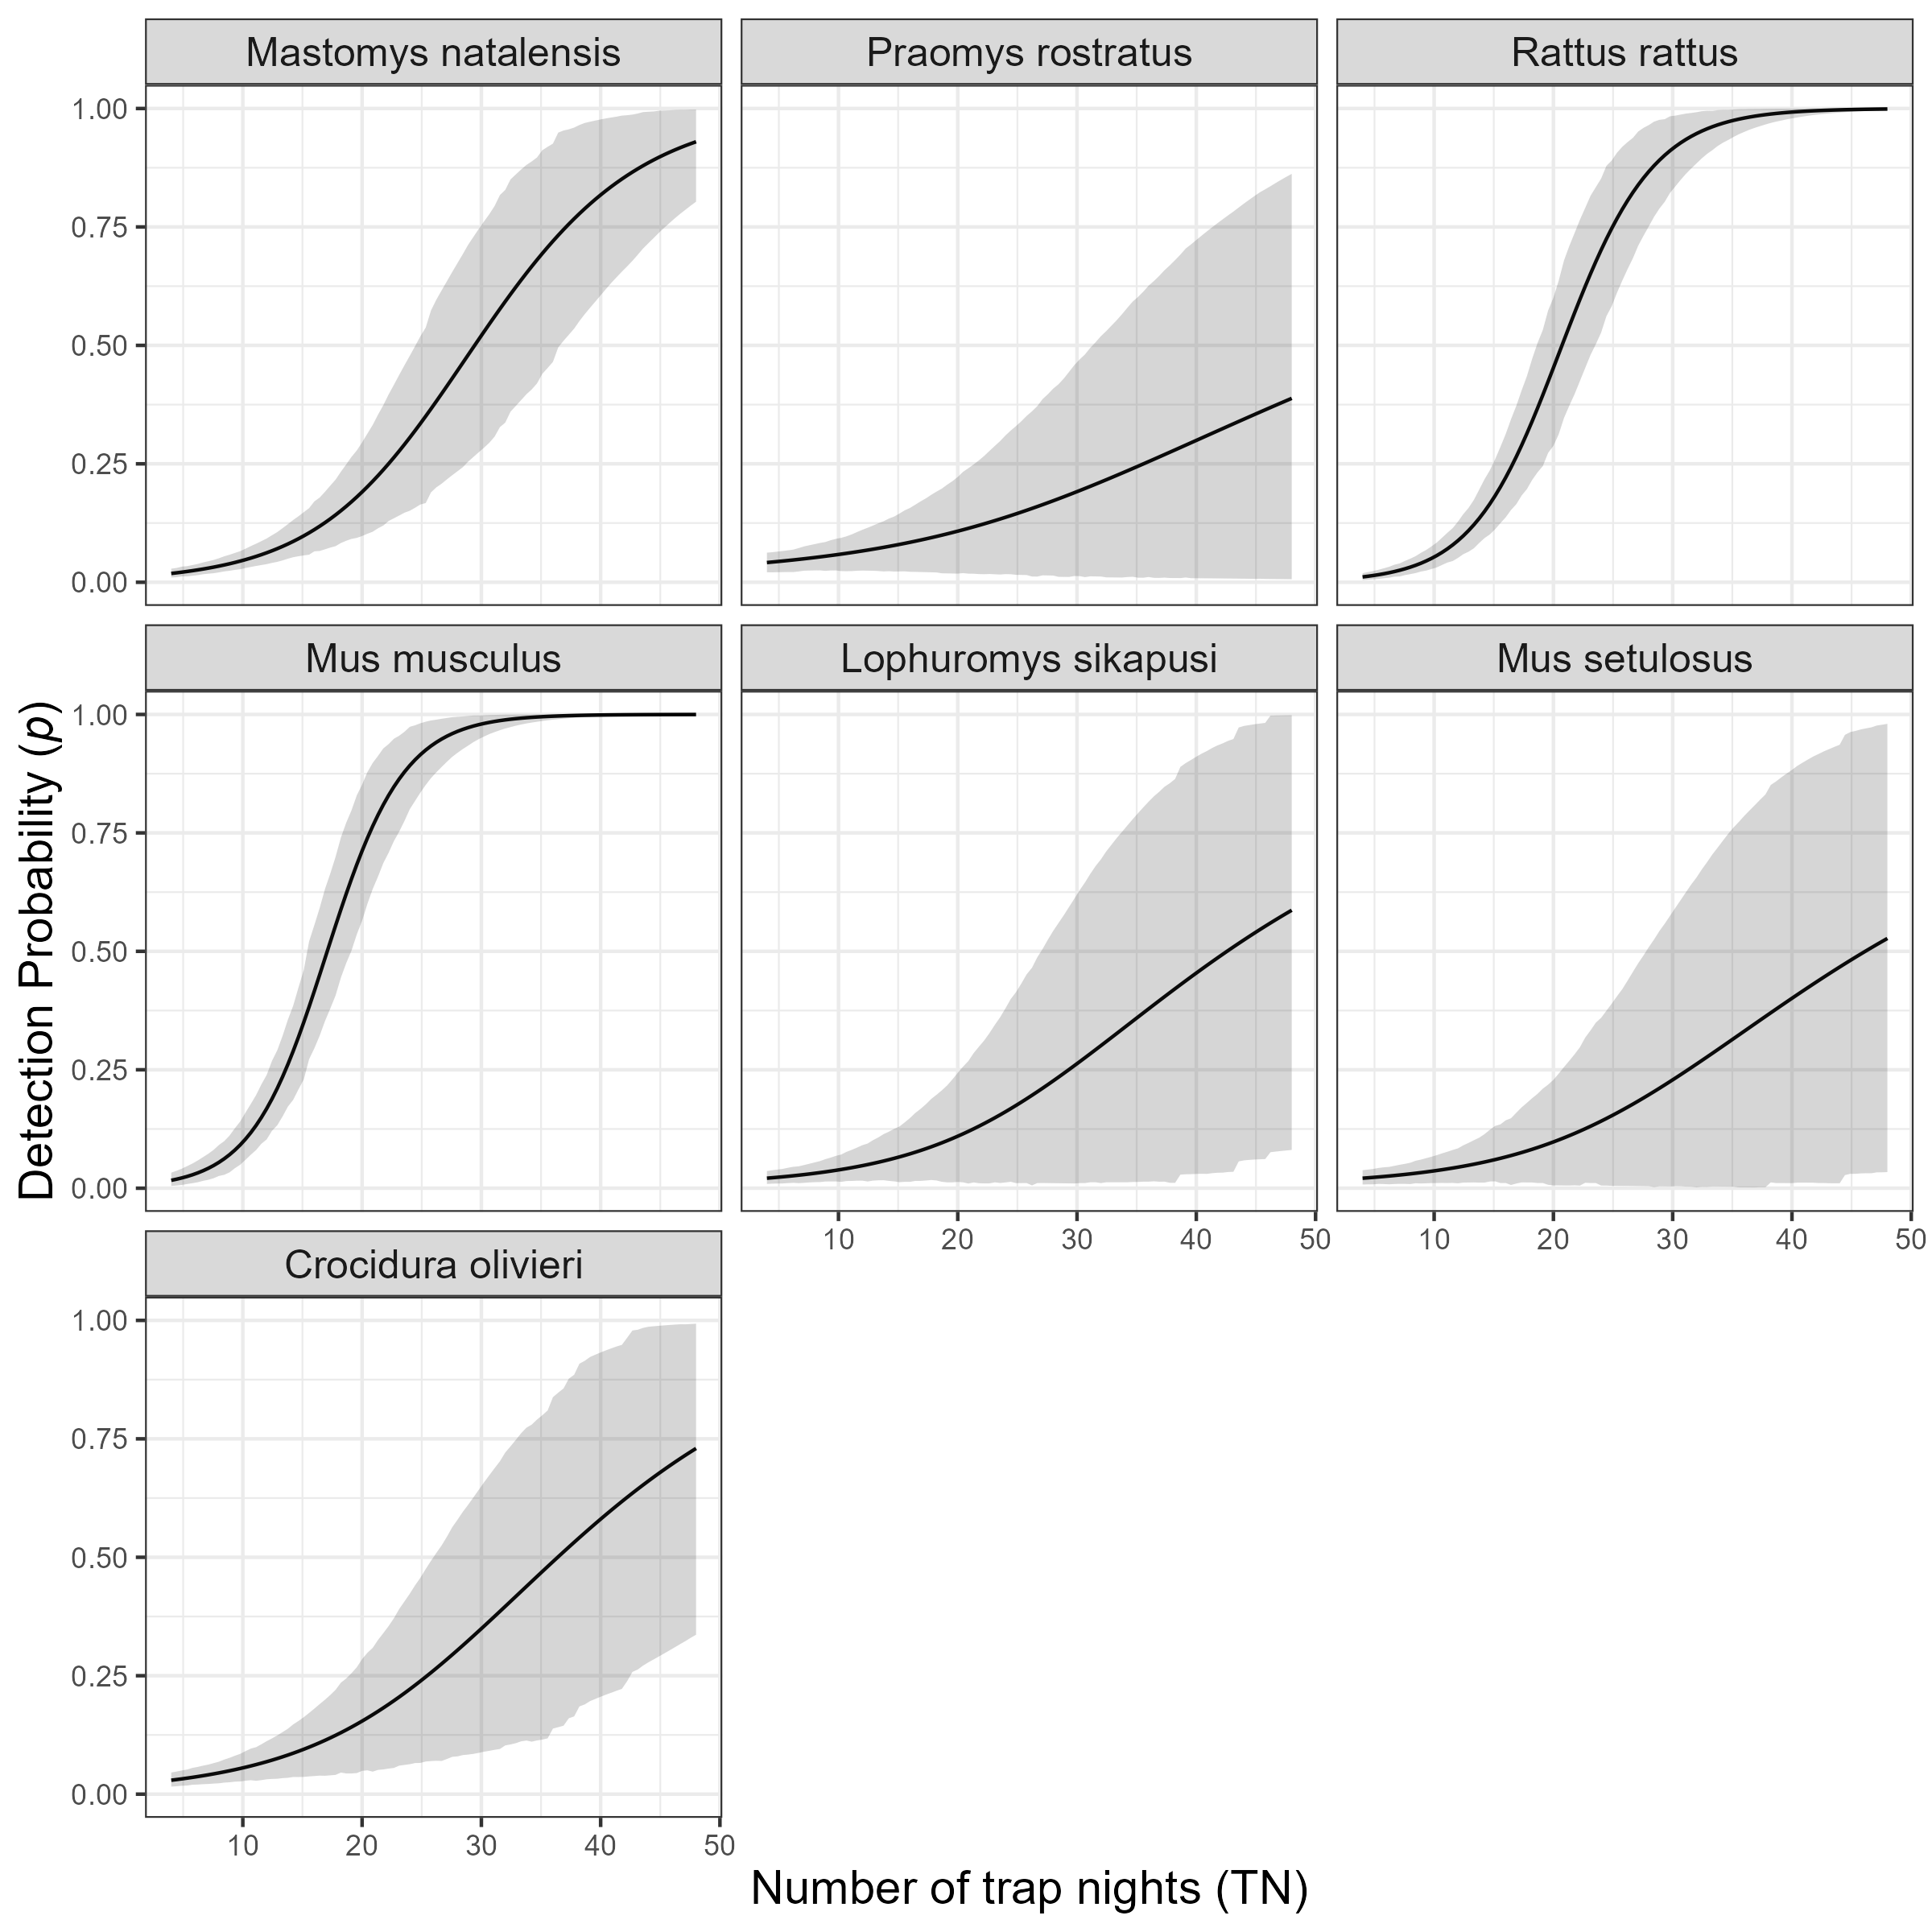 Mastomys natalensis
Praomys rostratus
Rattus rattus
1.00
0.75
0.50
0.25
0.00
Mus musculus
Lophuromys sikapusi
Mus setulosus
1.00
0.75
0.50
0.25
0.00
10 20 30 40 50
10 20 30 40 50
Crocidura olivieri
1.00
0.75
0.50
0.25
0.00
10 20 30 40 50
Detection Probability (p)
Number of trap nights (TN)